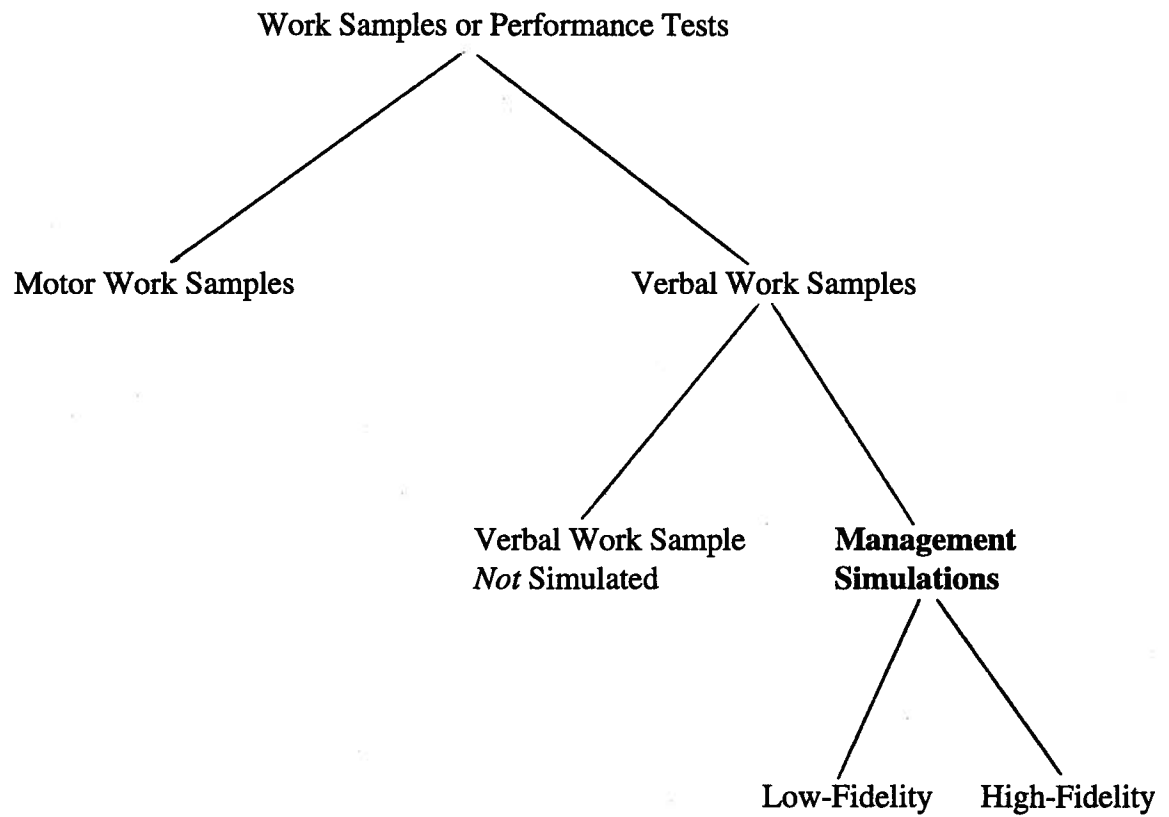 Work Samples or Performance Tests
Motor Work Samples
Verbal Work Samples
Verbal Work Sample
Not Simulated
Management
Simulations
Low-Fidelity
High-Fidelity